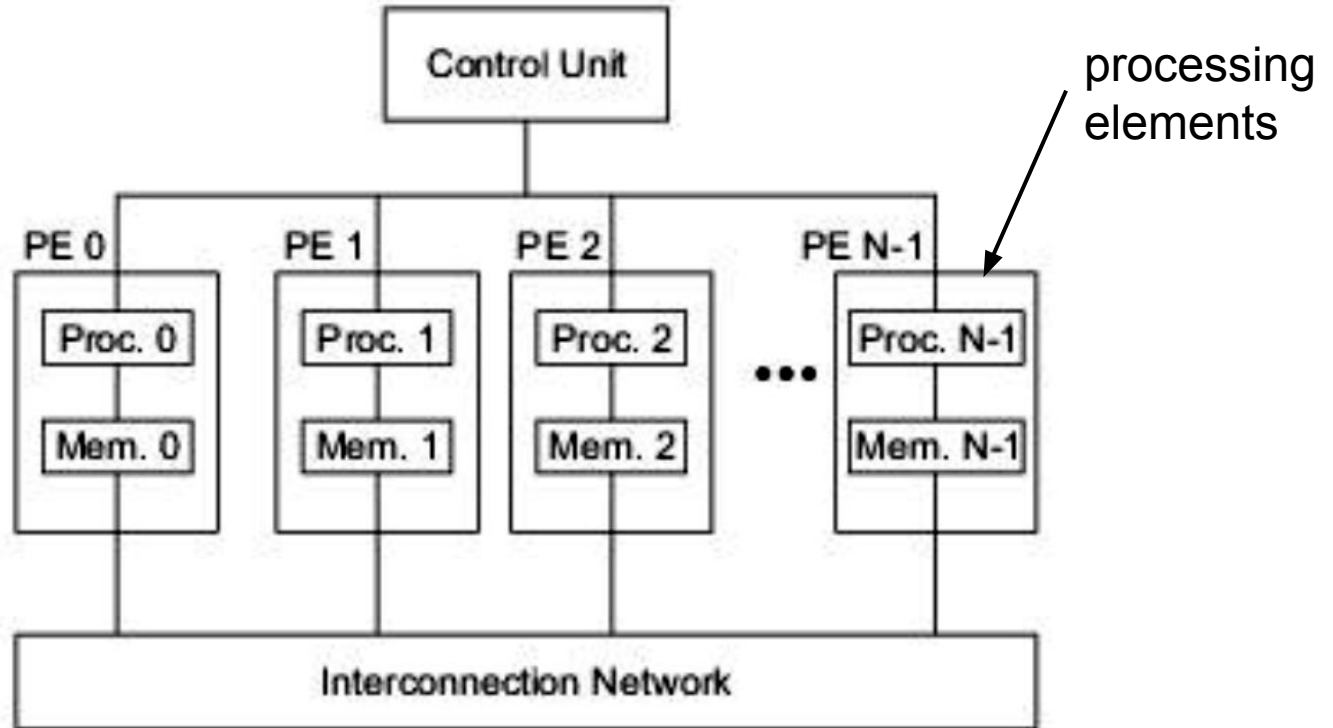 Control Unit
processing
elements
PE 0
PE 1
PE 2
PE N-1
Proc. 0
Proc. 1
Proc. 2
Proc. N-1
Mem. 0
Mem. 1
Mem. 2
Mem. N-1
Interconnection Network